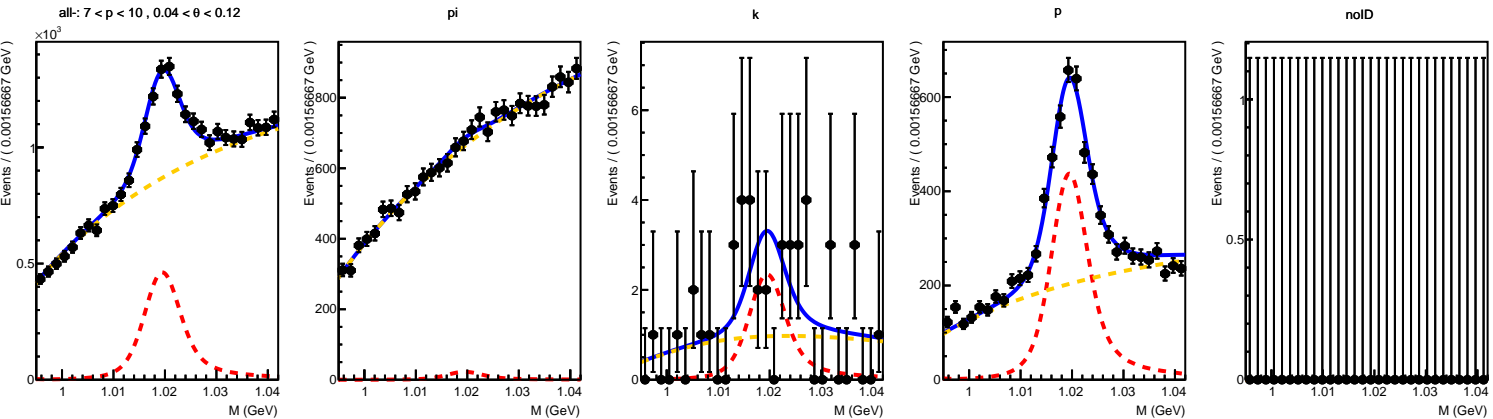 all-: 7 < p < 10 , 0.04 < θ < 0.12
×10³
Events / ( 0.00156667 GeV )
1
0.5
0
1 1.01 1.02 1.03 1.04
M (GeV)
pi
Events / ( 0.00156667 GeV )
800
600
400
200
0
1 1.01 1.02 1.03 1.04
M (GeV)
k
Events / ( 0.00156667 GeV )
6
4
2
0
1 1.01 1.02 1.03 1.04
M (GeV)
p
Events / ( 0.00156667 GeV )
600
400
200
0
1 1.01 1.02 1.03 1.04
M (GeV)
noID
Events / ( 0.00156667 GeV )
1
0.5
0
1 1.01 1.02 1.03 1.04
M (GeV)